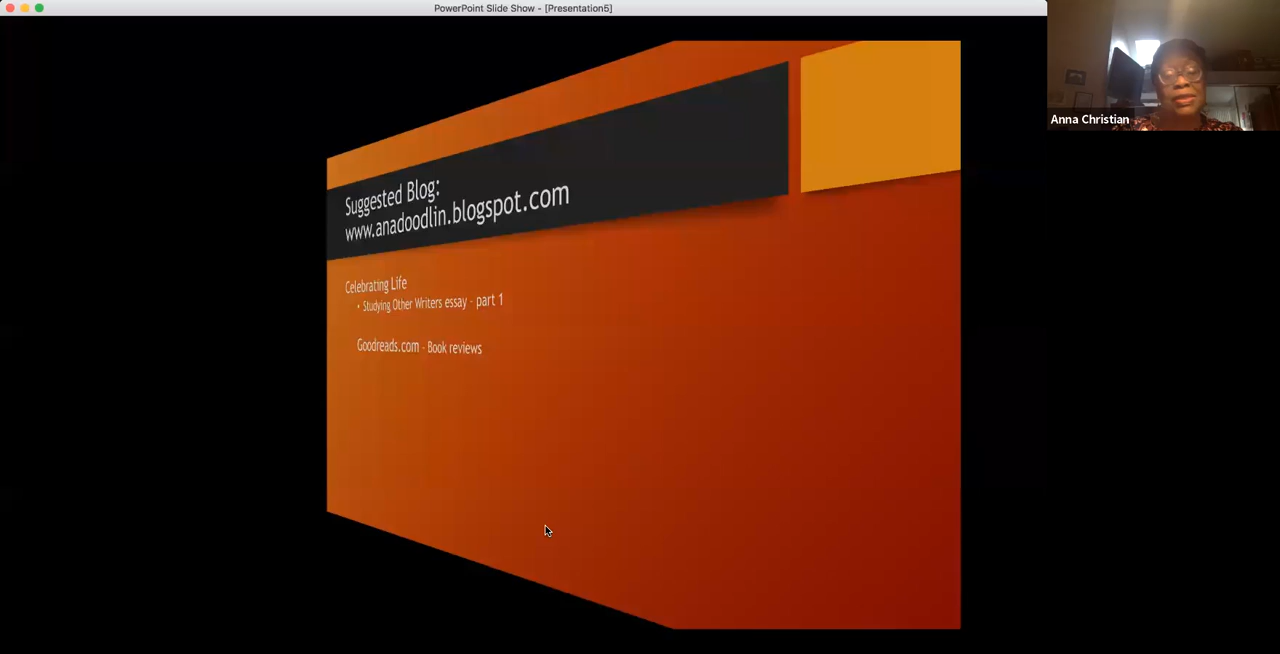 PowerPoint Slide Show - [Presentation5]
Anna Christian
Suggested Blog:
www.anadoodlin.blogspot.com
Celebrating Life
• Studying Other Writers essay - part 1
Goodreads.com - Book reviews